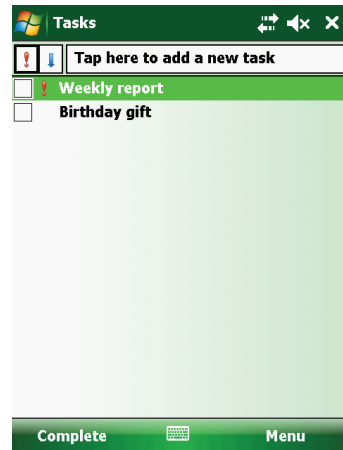 Tasks
Tap here to add a new task
Weekly report
Birthday gift
Complete Menu